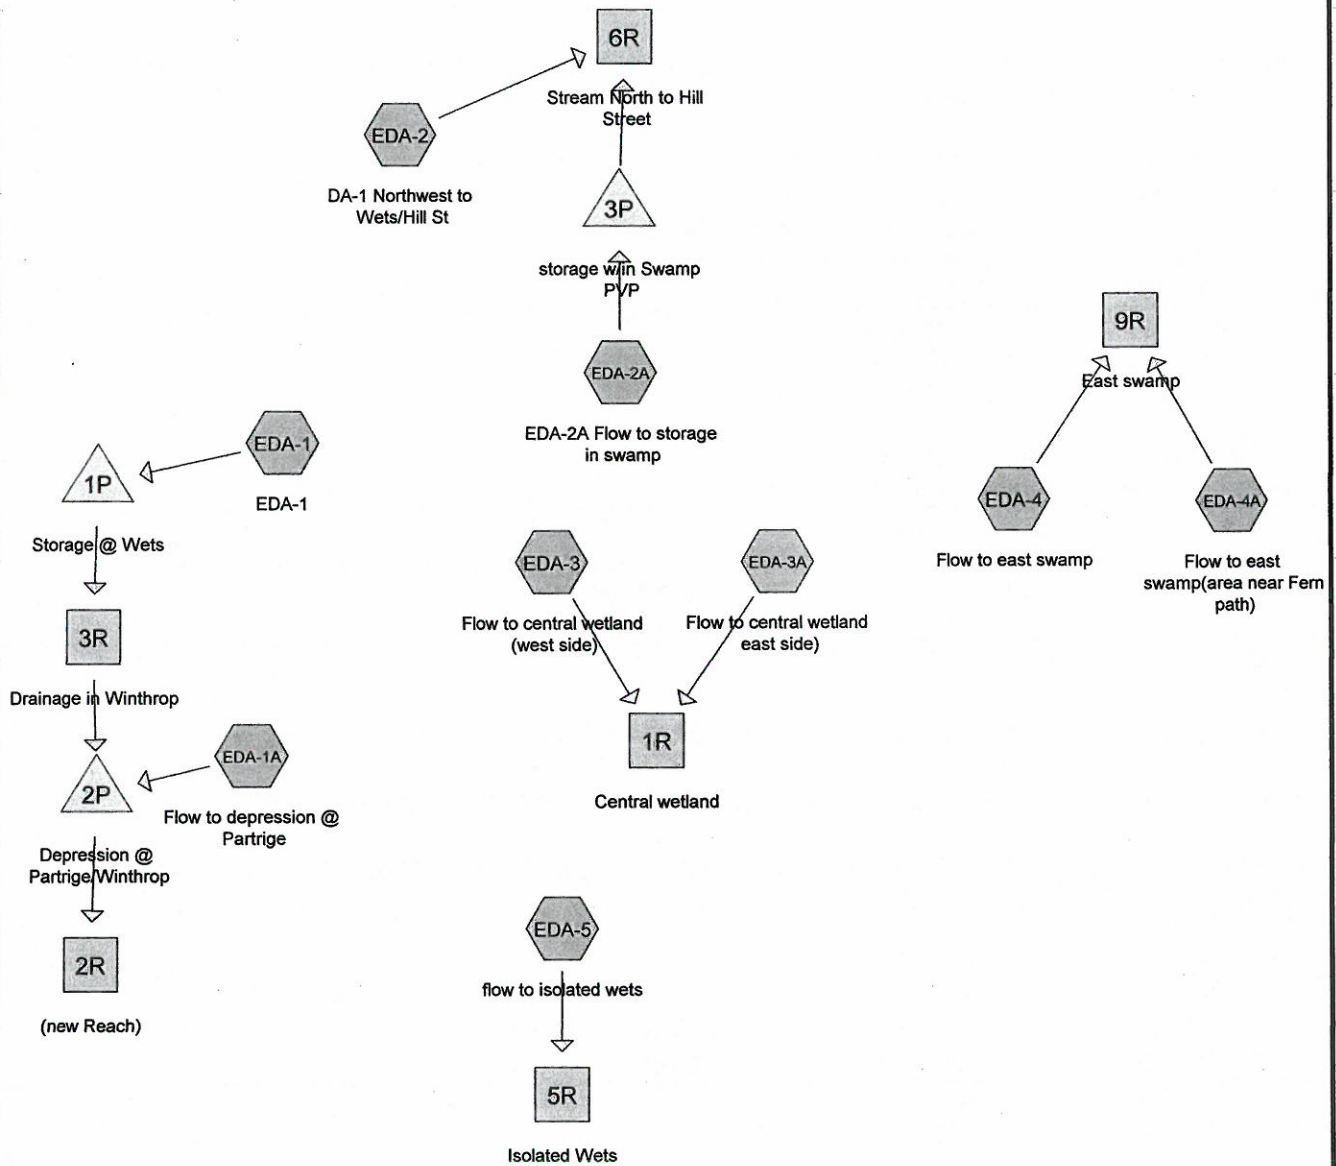 6R
Stream North to Hill
Street
EDA-2
DA-1 Northwest to
Wets/Hill St
3P
storage w/in Swamp
PVP
EDA-2A
EDA-2A Flow to storage
in swamp
9R
East swamp
EDA-4
Flow to east swamp
EDA-4A
Flow to east
swamp(area near Fern
path)
EDA-1
EDA-1
1P
Storage @ Wets
3R
Drainage in Winthrop
2P
Depression @
Partrige/Winthrop
EDA-1A
Flow to depression @
Partrige
2R
(new Reach)
EDA-3
Flow to central wetland
(west side)
EDA-3A
Flow to central wetland
east side)
1R
Central wetland
EDA-5
flow to isolated wets
5R
Isolated Wets